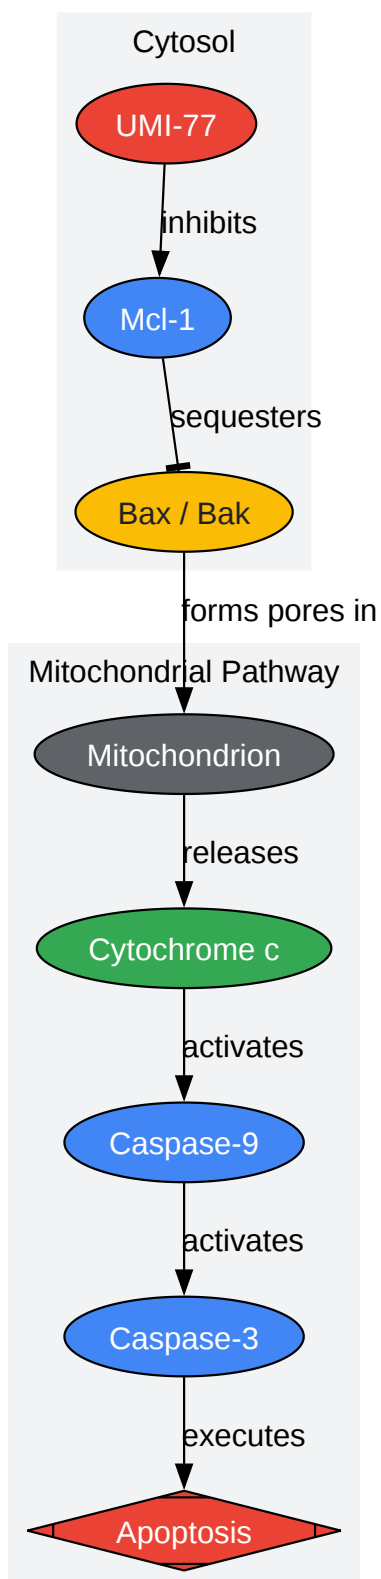 Cytosol
UMI-77
inhibits
Mcl-1
sequesters
Bax / Bak
forms pores in
Mitochondrial Pathway
Mitochondrion
releases
Cytochrome c
activates
Caspase-9
activates
Caspase-3
executes
Apoptosis